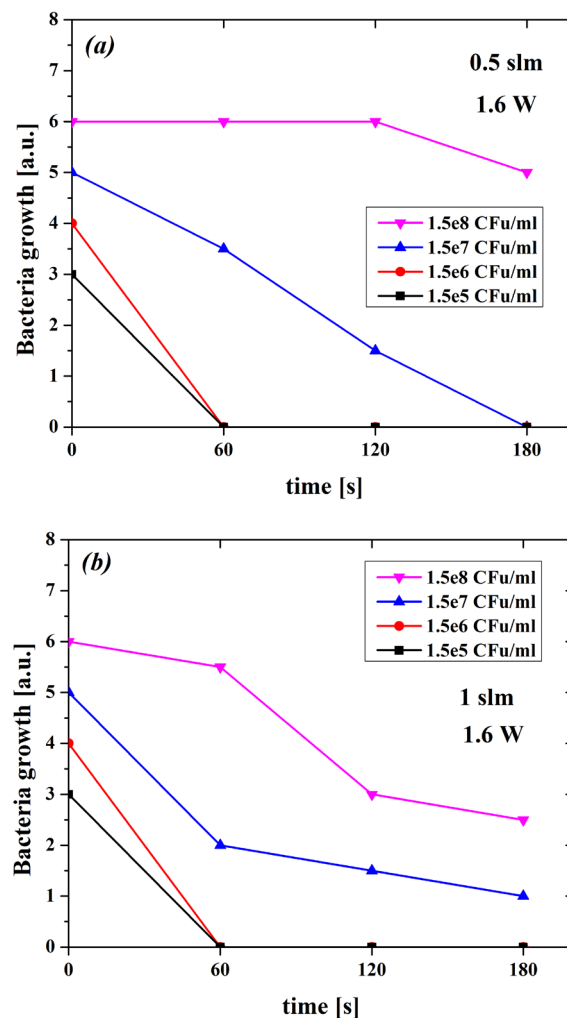 (a)
0.5 slm
1.6 W
Bacteria growth [a.u.]
8
7
6
5
4
3
2
1
0
1.5e8 CFu/ml
1.5e7 CFu/ml
1.5e6 CFu/ml
1.5e5 CFu/ml
0 60 120 180
time [s]
(b)
1.5e8 CFu/ml
1.5e7 CFu/ml
1.5e6 CFu/ml
1.5e5 CFu/ml
1 slm
1.6 W
Bacteria growth [a.u.]
8
7
6
5
4
3
2
1
0
0 60 120 180
time [s]